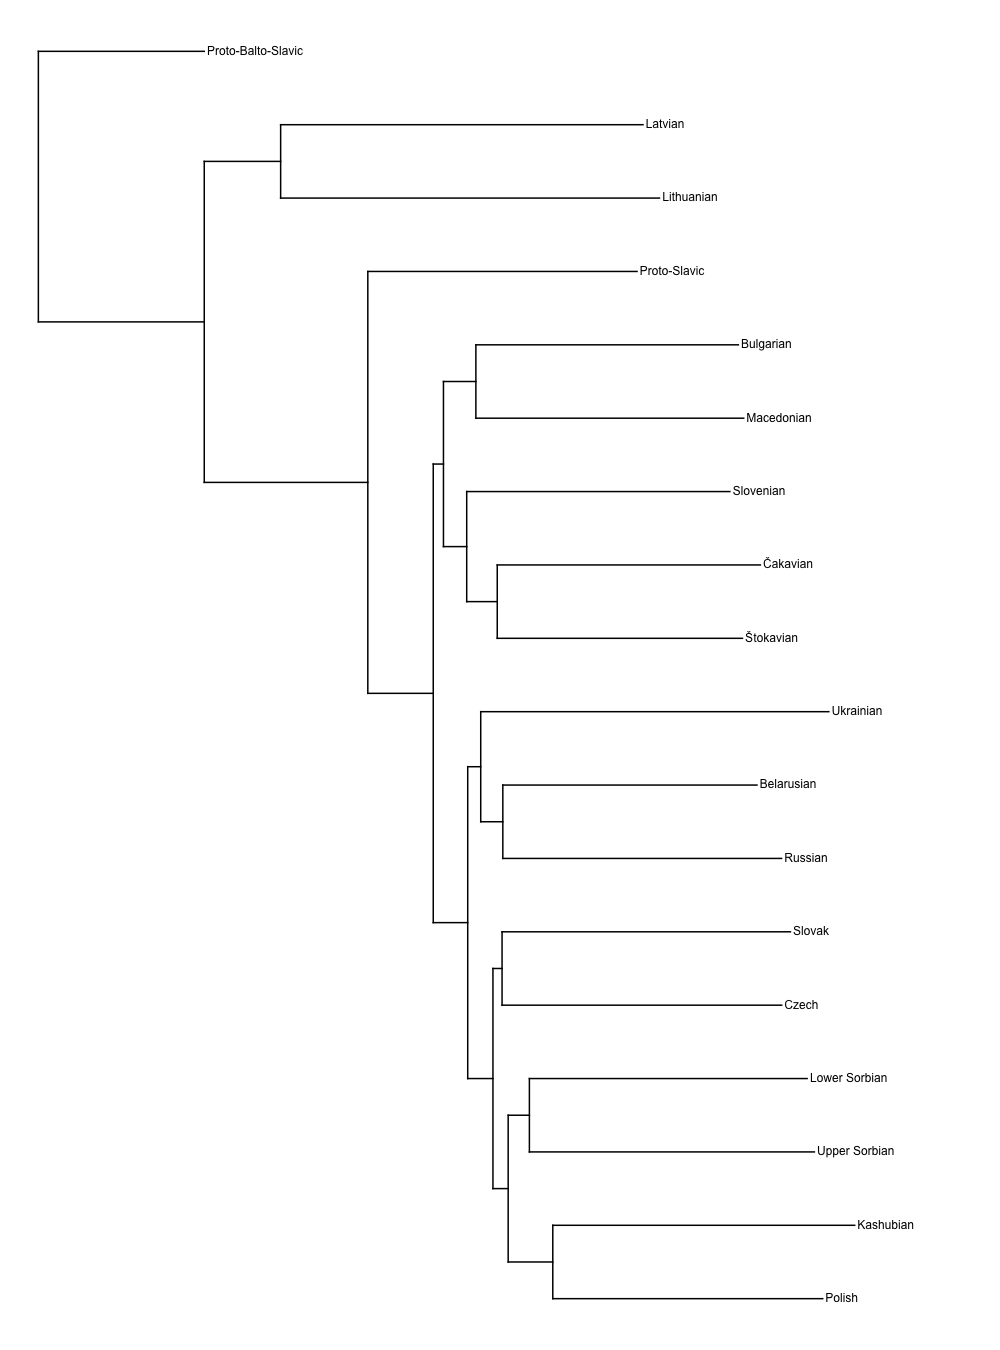 Proto-Balto-Slavic
Latvian
Lithuanian
Proto-Slavic
Bulgarian
Macedonian
Slovenian
Čakavian
Štokavian
Ukrainian
Belarusian
Russian
Slovak
Czech
Lower Sorbian
Upper Sorbian
Kashubian
Polish